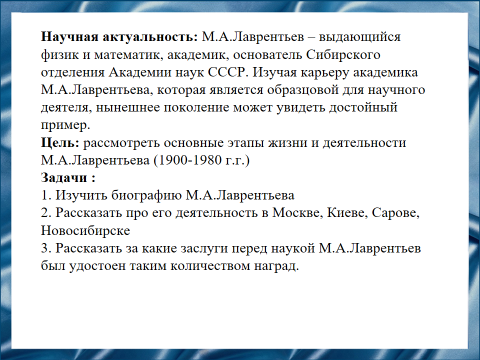 Научная актуальность: М.А.Лаврентьев – выдающийся
физик и математик, академик, основатель Сибирского
отделения Академии наук СССР. Изучая карьеру академика
М.А.Лаврентьева, которая является образцовой для научного
деятеля, нынешнее поколение может увидеть достойный
пример.
Цель: рассмотреть основные этапы жизни и деятельности
М.А.Лаврентьева (1900-1980 г.г.)
Задачи :
1. Изучить биографию М.А.Лаврентьева
2. Рассказать про его деятельность в Москве, Киеве, Сарове,
Новосибирске
3. Рассказать за какие заслуги перед наукой М.А.Лаврентьев
был удостоен таким количеством наград.